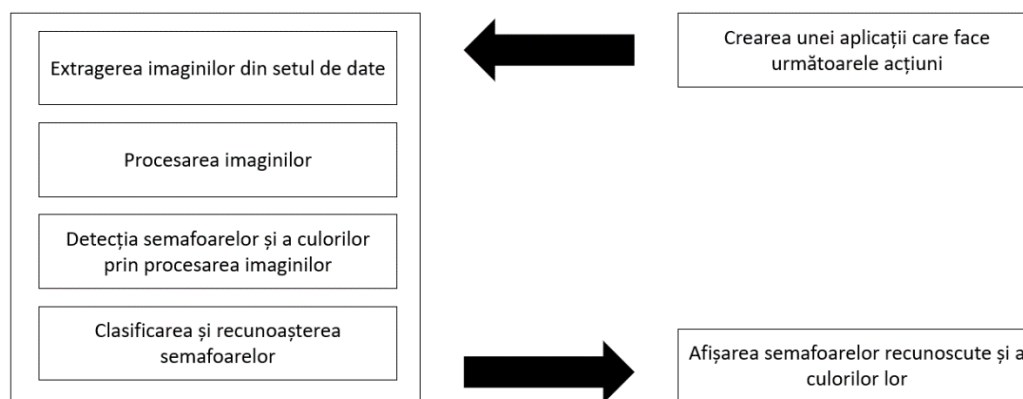 Extragerea imaginilor din setul de date
Procesarea imaginilor
Detecția semafoarelor și a culorilor
prin procesarea imaginilor
Clasificarea și recunoașterea
semafoarelor
Crearea unei aplicații care face
următoarele acțiuni
Afișarea semafoarelor recunoscute și a
culorilor lor